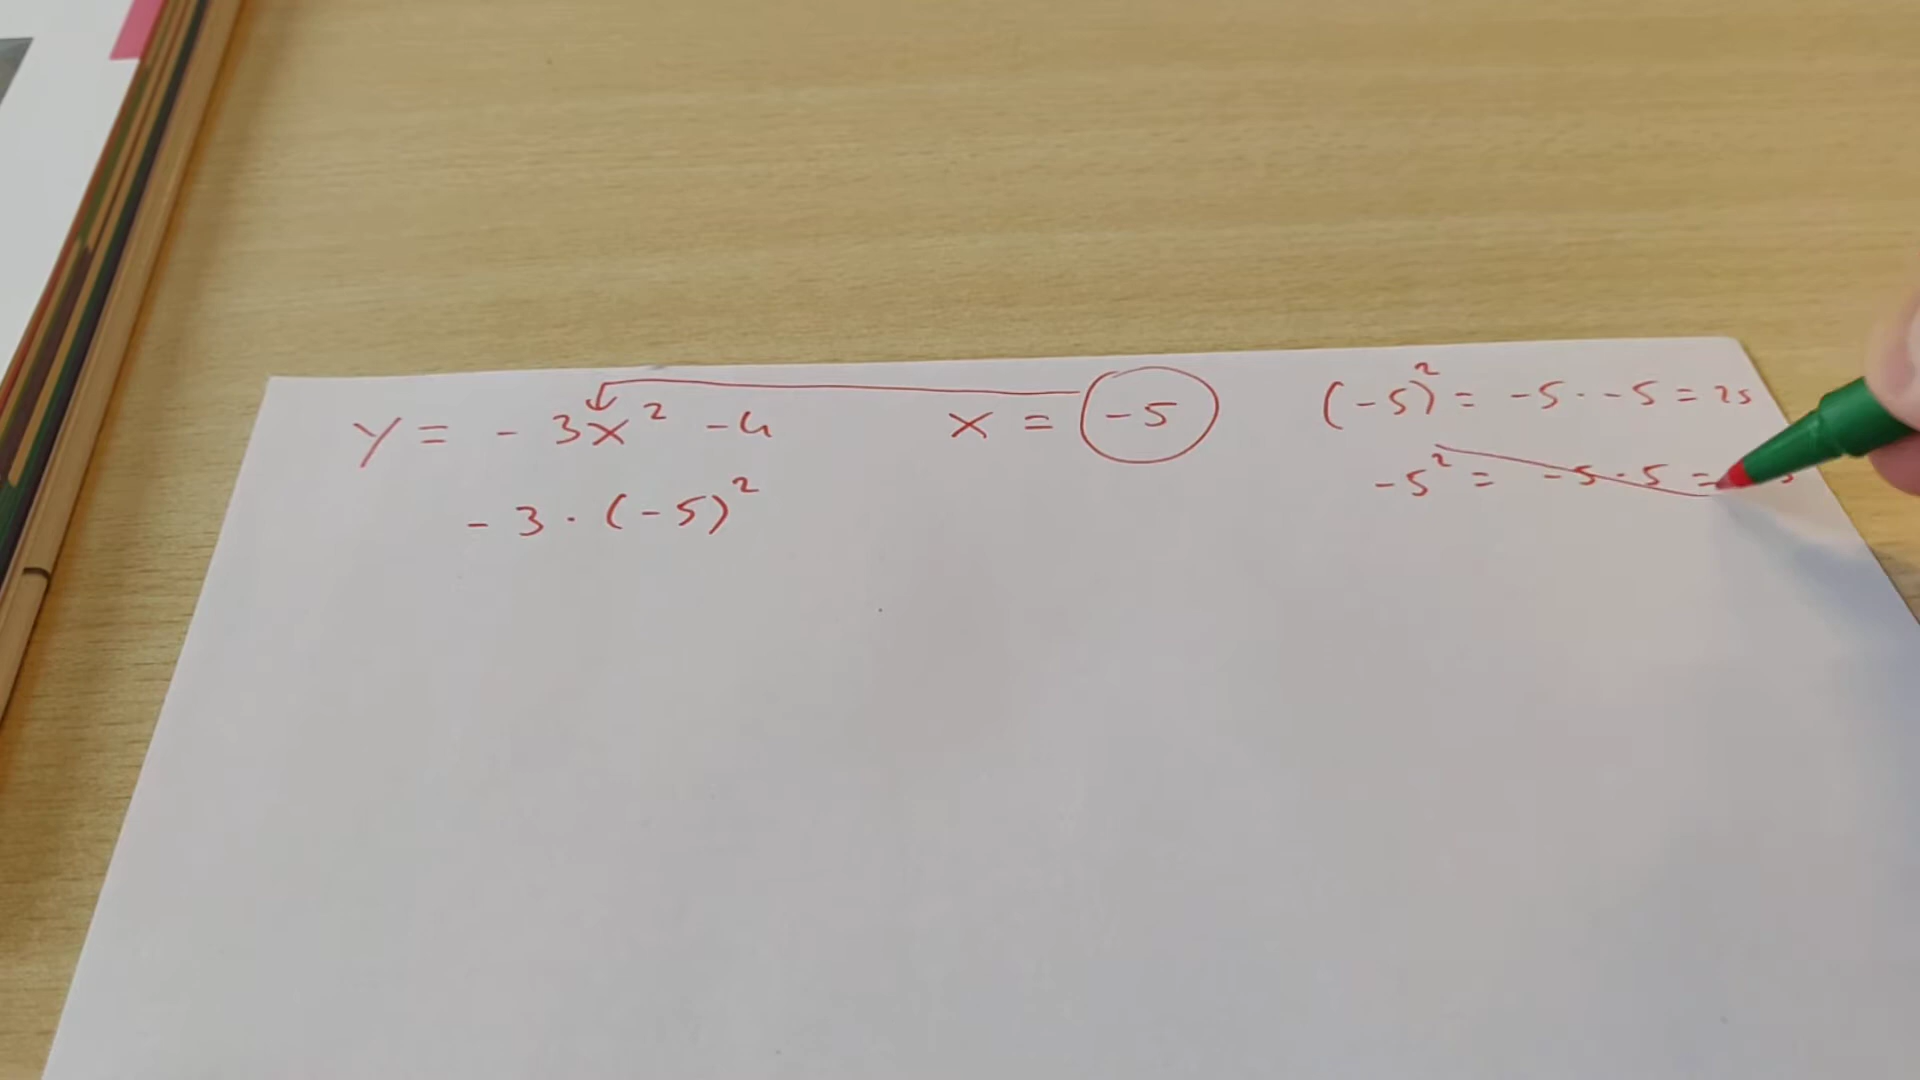 y = - 3x² - 4
x = -5
(-5)² = -5 · -5 = 25
- 3 · (-5)²
-5² = -5 · 5 =